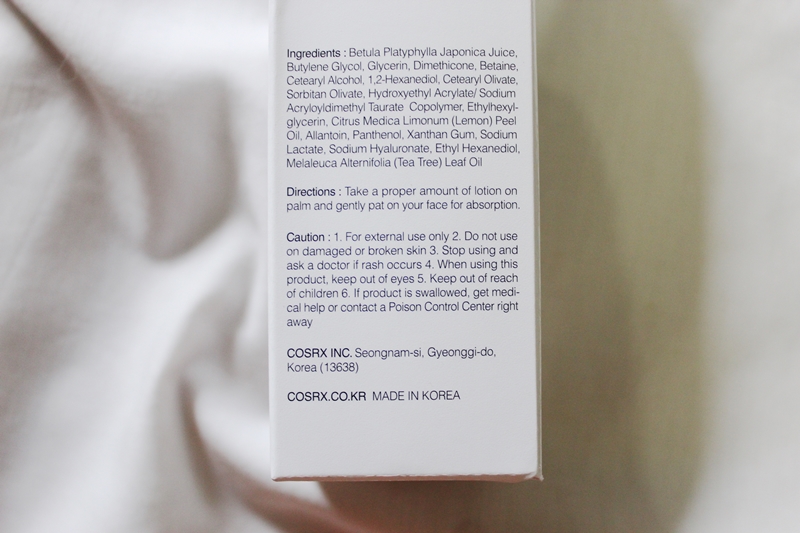 Ingredients : Betula Platyphylla Japonica Juice,
Butylene Glycol, Glycerin, Dimethicone, Betaine,
Cetearyl Alcohol, 1,2-Hexanediol, Cetearyl Olivate,
Sorbitan Olivate, Hydroxyethyl Acrylate/ Sodium
Acryloyldimethyl Taurate Copolymer, Ethylhexyl-
glycerin, Citrus Medica Limonum (Lemon) Peel
Oil, Allantoin, Panthenol, Xanthan Gum, Sodium
Lactate, Sodium Hyaluronate, Ethyl Hexanediol,
Melaleuca Alternifolia (Tea Tree) Leaf Oil
Directions : Take a proper amount of lotion on
palm and gently pat on your face for absorption.
Caution : 1. For external use only 2. Do not use
on damaged or broken skin 3. Stop using and
ask a doctor if rash occurs 4. When using this
product, keep out of eyes 5. Keep out of reach
of children 6. If product is swallowed, get medi-
cal help or contact a Poison Control Center right
away
COSRX INC. Seongnam-si, Gyeonggi-do,
Korea (13638)
COSRX.CO.KR MADE IN KOREA